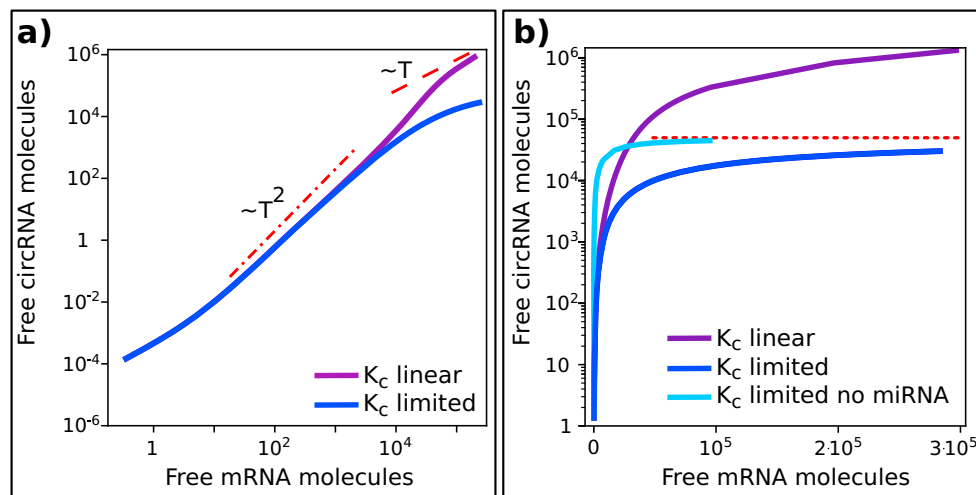 a)
10^6
10^4
10^2
1
10^-2
10^-4
10^-6
Free circRNA molecules
~T
~T^2
K_c linear
K_c limited
1
10^2
10^4
Free mRNA molecules
b)
10^6
10^5
10^4
10^3
10^2
10
1
Free circRNA molecules
K_c linear
K_c limited
K_c limited no miRNA
0
10^5
2·10^5
3·10^5
Free mRNA molecules